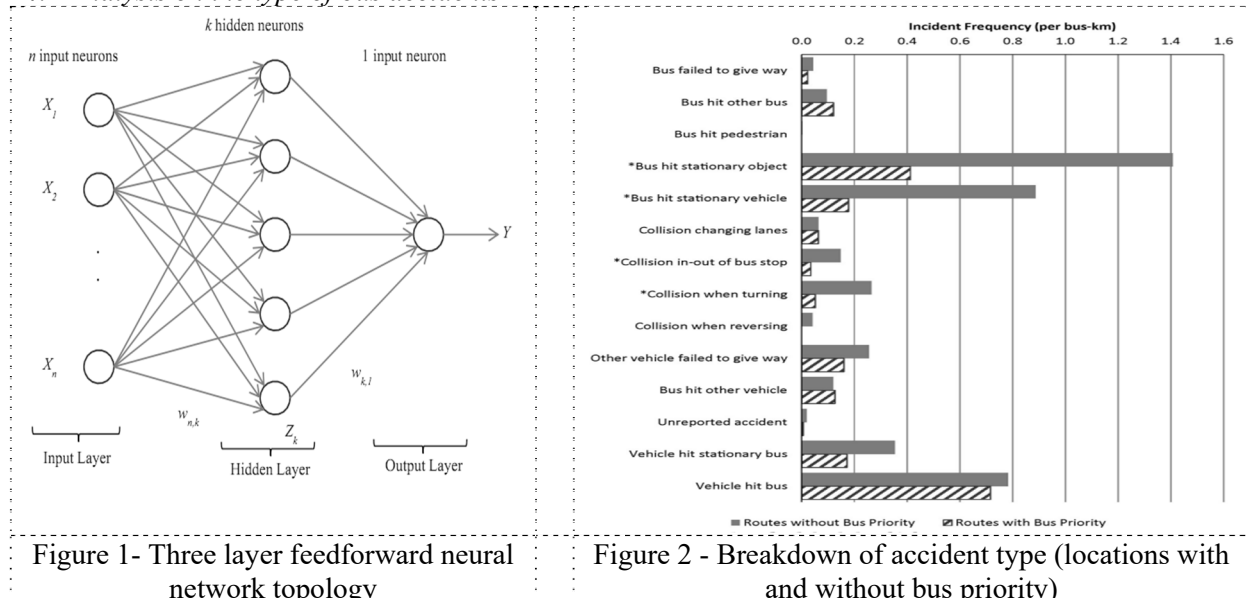 k hidden neurons
n input neurons
1 input neuron
X1
X2
.
.
Xn
Y
wn,k
wk,1
Zk
Input Layer
Hidden Layer
Output Layer
Incident Frequency (per bus-km)
0.0 0.2 0.4 0.6 0.8 1.0 1.2 1.4 1.6
Bus failed to give way
Bus hit other bus
Bus hit pedestrian
*Bus hit stationary object
*Bus hit stationary vehicle
Collision changing lanes
*Collision in-out of bus stop
*Collision when turning
Collision when reversing
Other vehicle failed to give way
Bus hit other vehicle
Unreported accident
Vehicle hit stationary bus
Vehicle hit bus
Routes without Bus Priority Routes with Bus Priority
Figure 1- Three layer feedforward neural
network topology
Figure 2 - Breakdown of accident type (locations with
and without bus priority)